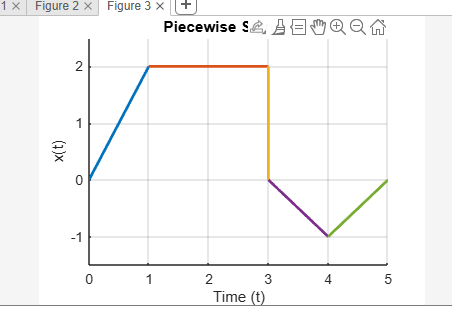 1 × Figure 2 × Figure 3 × +
Piecewise
2
1
0
-1
x(t)
0 1 2 3 4 5
Time (t)